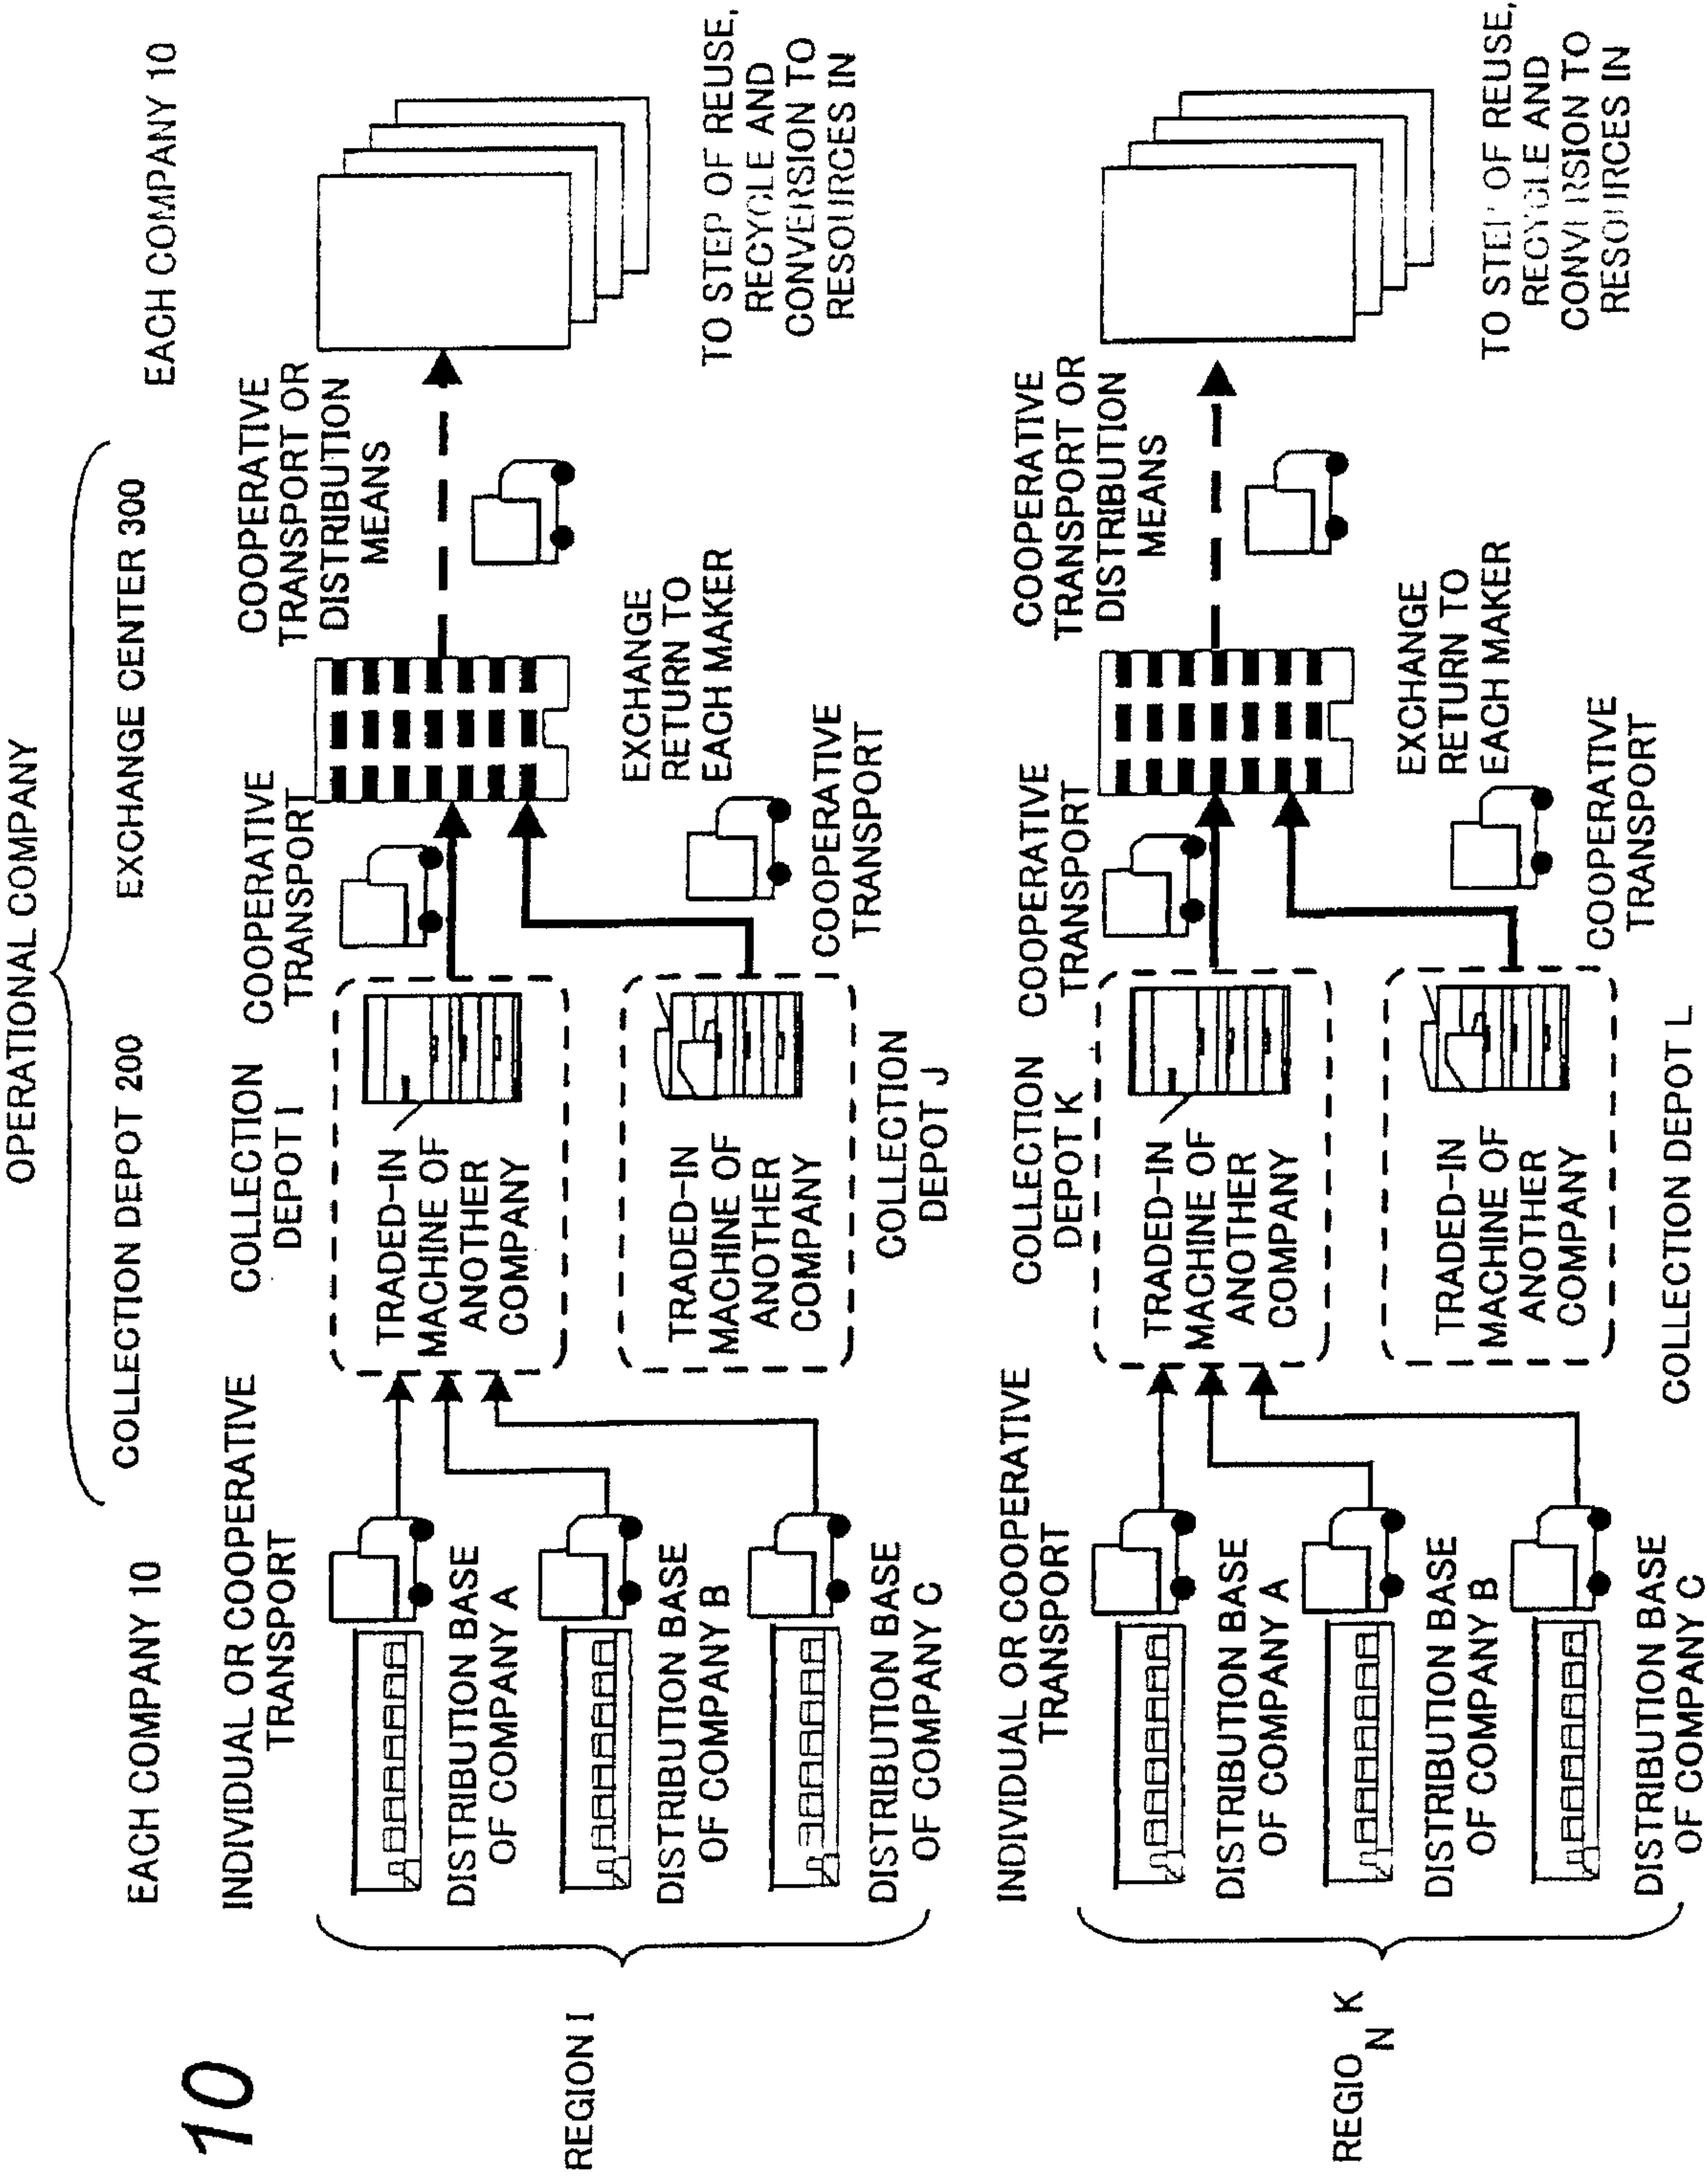 10
OPERATIONAL COMPANY
EACH COMPANY 10
COLLECTION DEPOT 200
EXCHANGE CENTER 300
EACH COMPANY 10
INDIVIDUAL OR COOPERATIVE
TRANSPORT
COLLECTION
DEPOT I
COOPERATIVE
TRANSPORT
COOPERATIVE
TRANSPORT OR
DISTRIBUTION
MEANS
REGION I
DISTRIBUTION BASE
OF COMPANY A
DISTRIBUTION BASE
OF COMPANY B
DISTRIBUTION BASE
OF COMPANY C
TRADED-IN
MACHINE OF
ANOTHER
COMPANY
TRADED-IN
MACHINE OF
ANOTHER
COMPANY
COLLECTION
DEPOT J
COOPERATIVE
TRANSPORT
EXCHANGE
RETURN TO
EACH MAKER
TO STEP OF REUSE,
RECYCLE AND
CONVERSION TO
RESOURCES IN
INDIVIDUAL OR COOPERATIVE
TRANSPORT
COLLECTION
DEPOT K
COOPERATIVE
TRANSPORT
COOPERATIVE
TRANSPORT OR
DISTRIBUTION
MEANS
REGIO K
N
DISTRIBUTION BASE
OF COMPANY A
DISTRIBUTION BASE
OF COMPANY B
DISTRIBUTION BASE
OF COMPANY C
TRADED-IN
MACHINE OF
ANOTHER
COMPANY
TRADED-IN
MACHINE OF
ANOTHER
COMPANY
COLLECTION DEPOT L
COOPERATIVE
TRANSPORT
EXCHANGE
RETURN TO
EACH MAKER
TO STEP OF REUSE,
RECYCLE AND
CONVERSION TO
RESOURCES IN